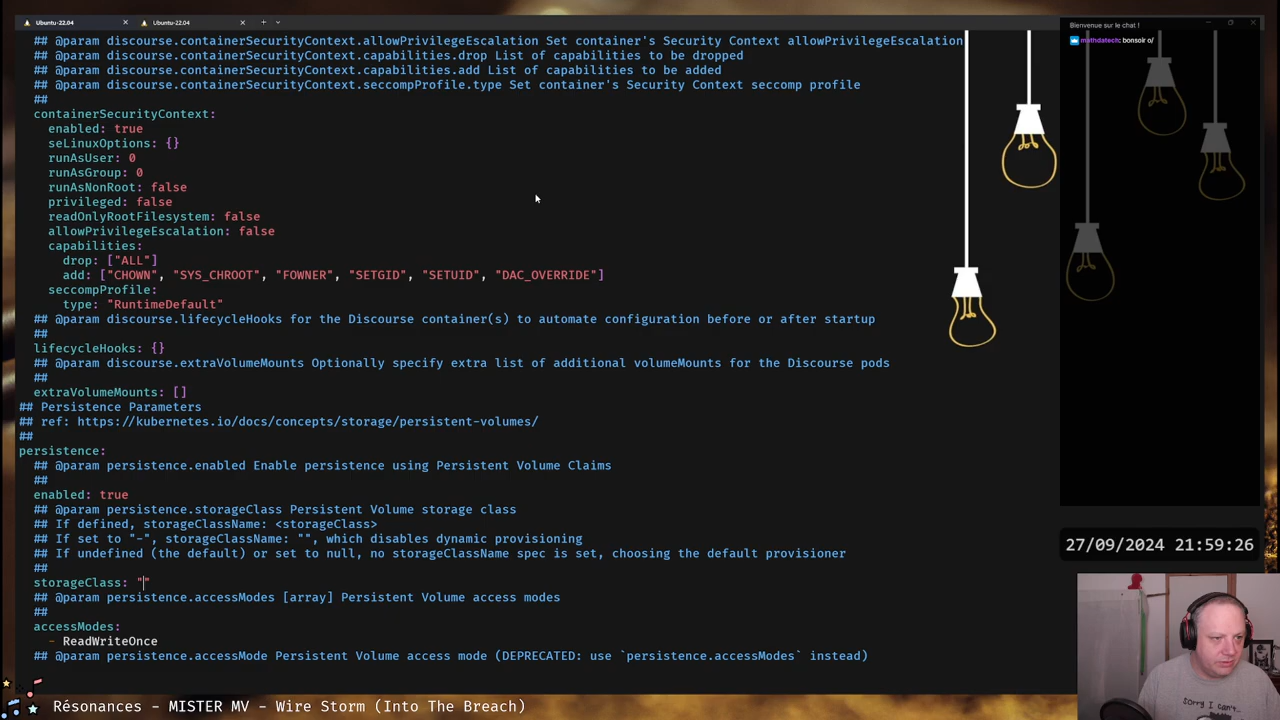 Ubuntu-22.04 × Ubuntu-22.04 × +
## @param discourse.containerSecurityContext.allowPrivilegeEscalation Set container's Security Context allowPrivilegeEscalation
## @param discourse.containerSecurityContext.capabilities.drop List of capabilities to be dropped
## @param discourse.containerSecurityContext.capabilities.add List of capabilities to be added
## @param discourse.containerSecurityContext.seccompProfile.type Set container's Security Context seccomp profile
##
containerSecurityContext:
enabled: true
seLinuxOptions: {}
runAsUser: 0
runAsGroup: 0
runAsNonRoot: false
privileged: false
readOnlyRootFilesystem: false
allowPrivilegeEscalation: false
capabilities:
drop: ["ALL"]
add: ["CHOWN", "SYS_CHROOT", "FOWNER", "SETGID", "SETUID", "DAC_OVERRIDE"]
seccompProfile:
type: "RuntimeDefault"
## @param discourse.lifecycleHooks for the Discourse container(s) to automate configuration before or after startup
##
lifecycleHooks: {}
## @param discourse.extraVolumeMounts Optionally specify extra list of additional volumeMounts for the Discourse pods
##
extraVolumeMounts: []
## Persistence Parameters
## ref: https://kubernetes.io/docs/concepts/storage/persistent-volumes/
##
persistence:
## @param persistence.enabled Enable persistence using Persistent Volume Claims
##
enabled: true
## @param persistence.storageClass Persistent Volume storage class
## If defined, storageClassName: <storageClass>
## If set to "-", storageClassName: "", which disables dynamic provisioning
## If undefined (the default) or set to null, no storageClassName spec is set, choosing the default provisioner
##
storageClass: ""
## @param persistence.accessModes [array] Persistent Volume access modes
##
accessModes:
- ReadWriteOnce
## @param persistence.accessMode Persistent Volume access mode (DEPRECATED: use `persistence.accessModes` instead)
Bienvenue sur le chat !
mathdatech: bonsoir o/
27/09/2024 21:59:26
SORRY I CAN'T...
Résonances - MISTER MV - Wire Storm (Into The Breach)